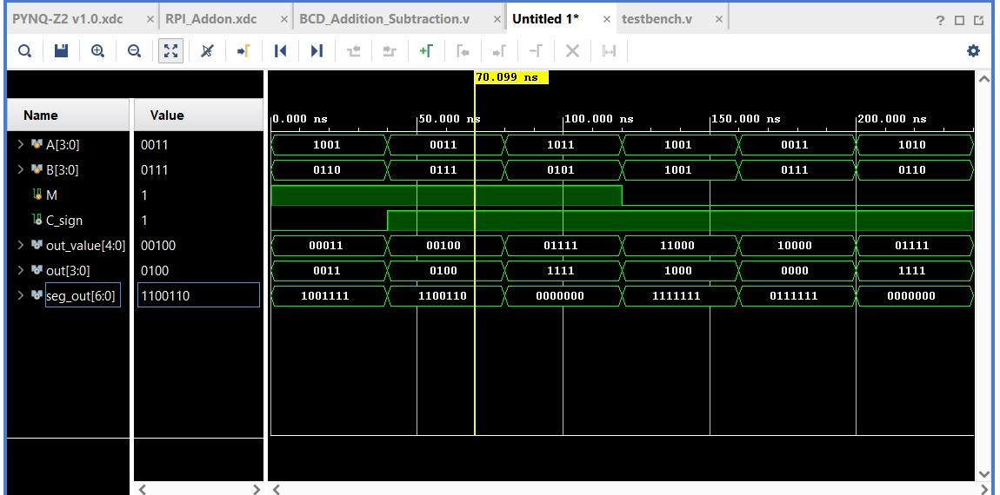 PYNQ-Z2 v1.0.xdc × RPI_Addon.xdc × BCD_Addition_Subtraction.v × Untitled 1* × testbench.v × ?
70.099 ns
Name Value 0.000 ns 50.000 ns 100.000 ns 150.000 ns 200.000 ns
A[3:0] 0011 1001 0011 1011 1001 0011 1010
B[3:0] 0111 0110 0111 0101 1001 0111 0110
M 1
C_sign 1
out_value[4:0] 00100 00011 00100 01111 11000 10000 01111
out[3:0] 0100 0011 0100 1111 1000 0000 1111
seg_out[6:0] 1100110 1001111 1100110 0000000 1111111 0111111 0000000